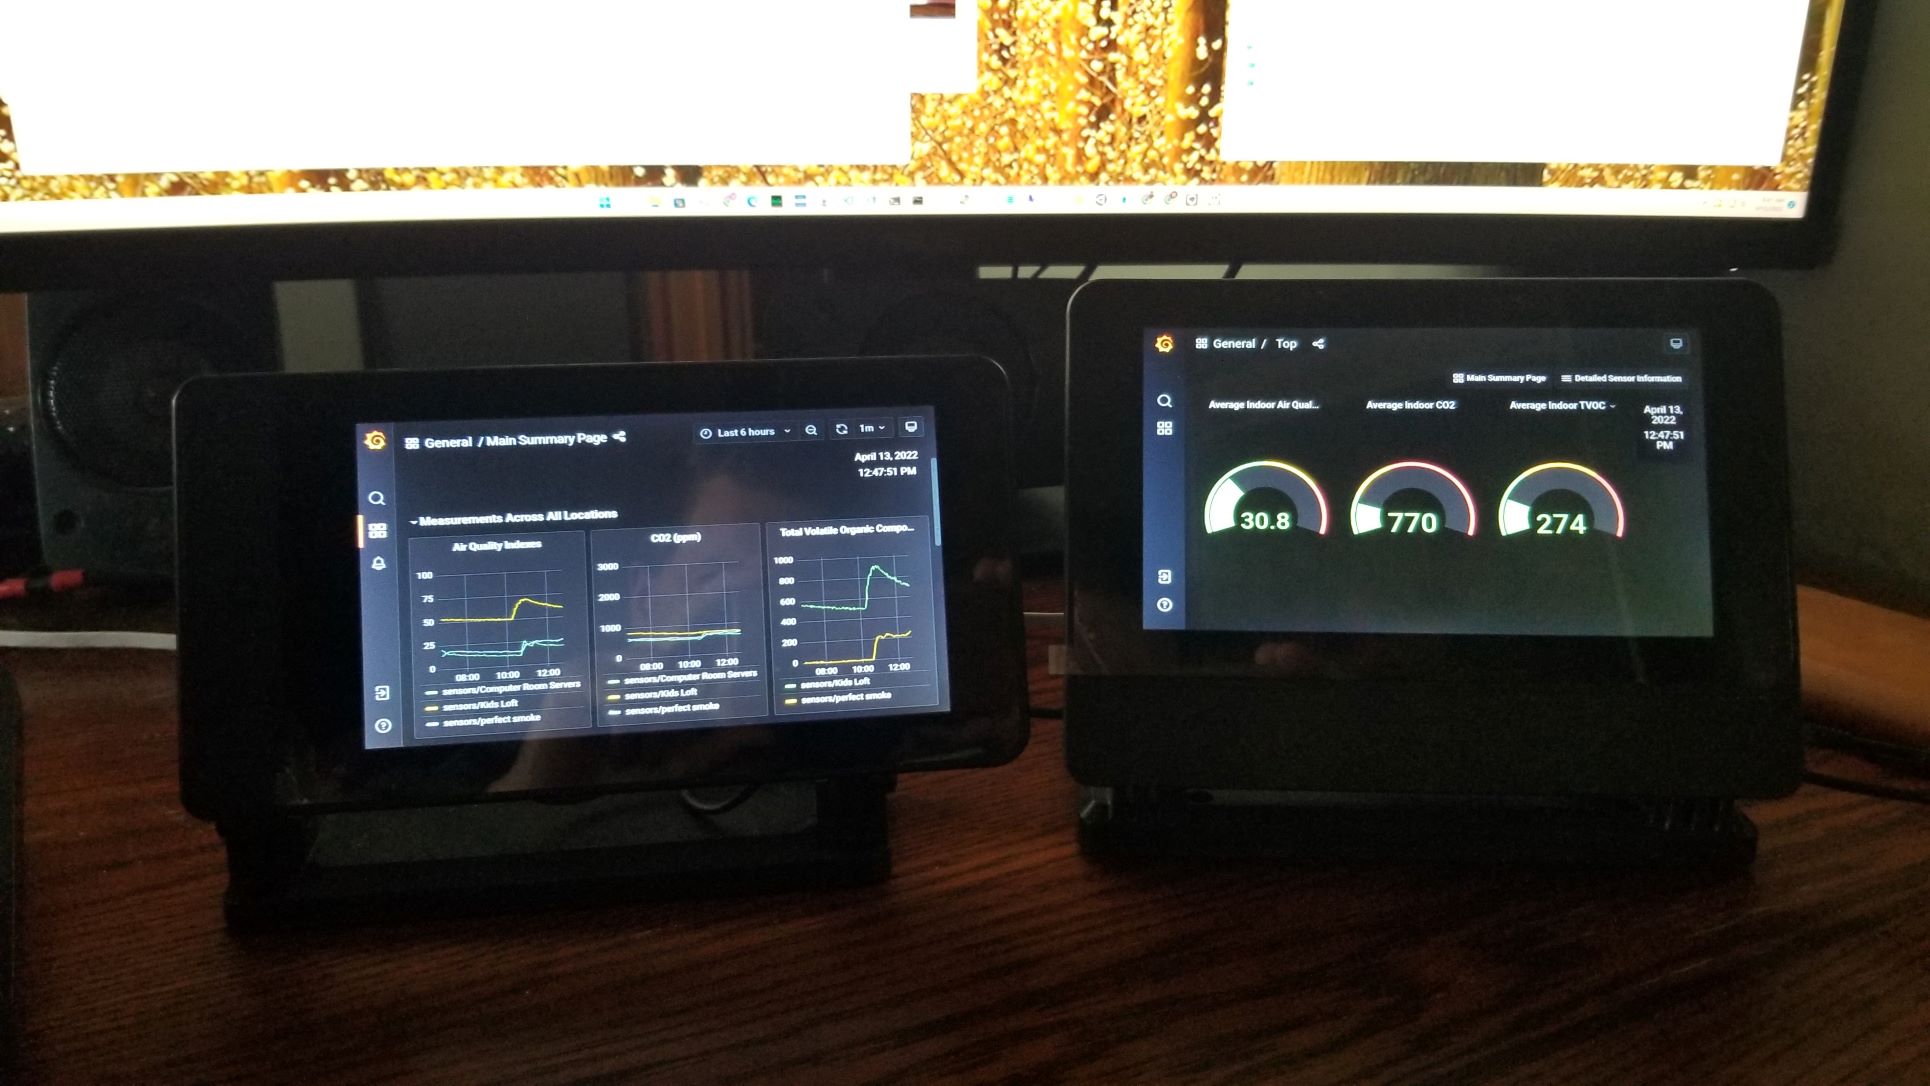 General / Main Summary Page
Last 6 hours
1m
April 13, 2022
12:47:51 PM
Measurements Across All Locations
Air Quality Indexes
100
75
50
25
0
08:00 10:00 12:00
sensors/Computer Room Servers
sensors/Kids Loft
sensors/perfect smoke
CO2 (ppm)
3000
2000
1000
0
08:00 10:00 12:00
sensors/Computer Room Servers
sensors/Kids Loft
sensors/perfect smoke
Total Volatile Organic Compo...
1000
800
600
400
200
0
08:00 10:00 12:00
sensors/Kids Loft
sensors/perfect smoke
General / Top
Main Summary Page
Detailed Sensor Information
Average Indoor Air Qual...
Average Indoor CO2
Average Indoor TVOC
April 13,
2022
12:47:51
PM
30.8
770
274